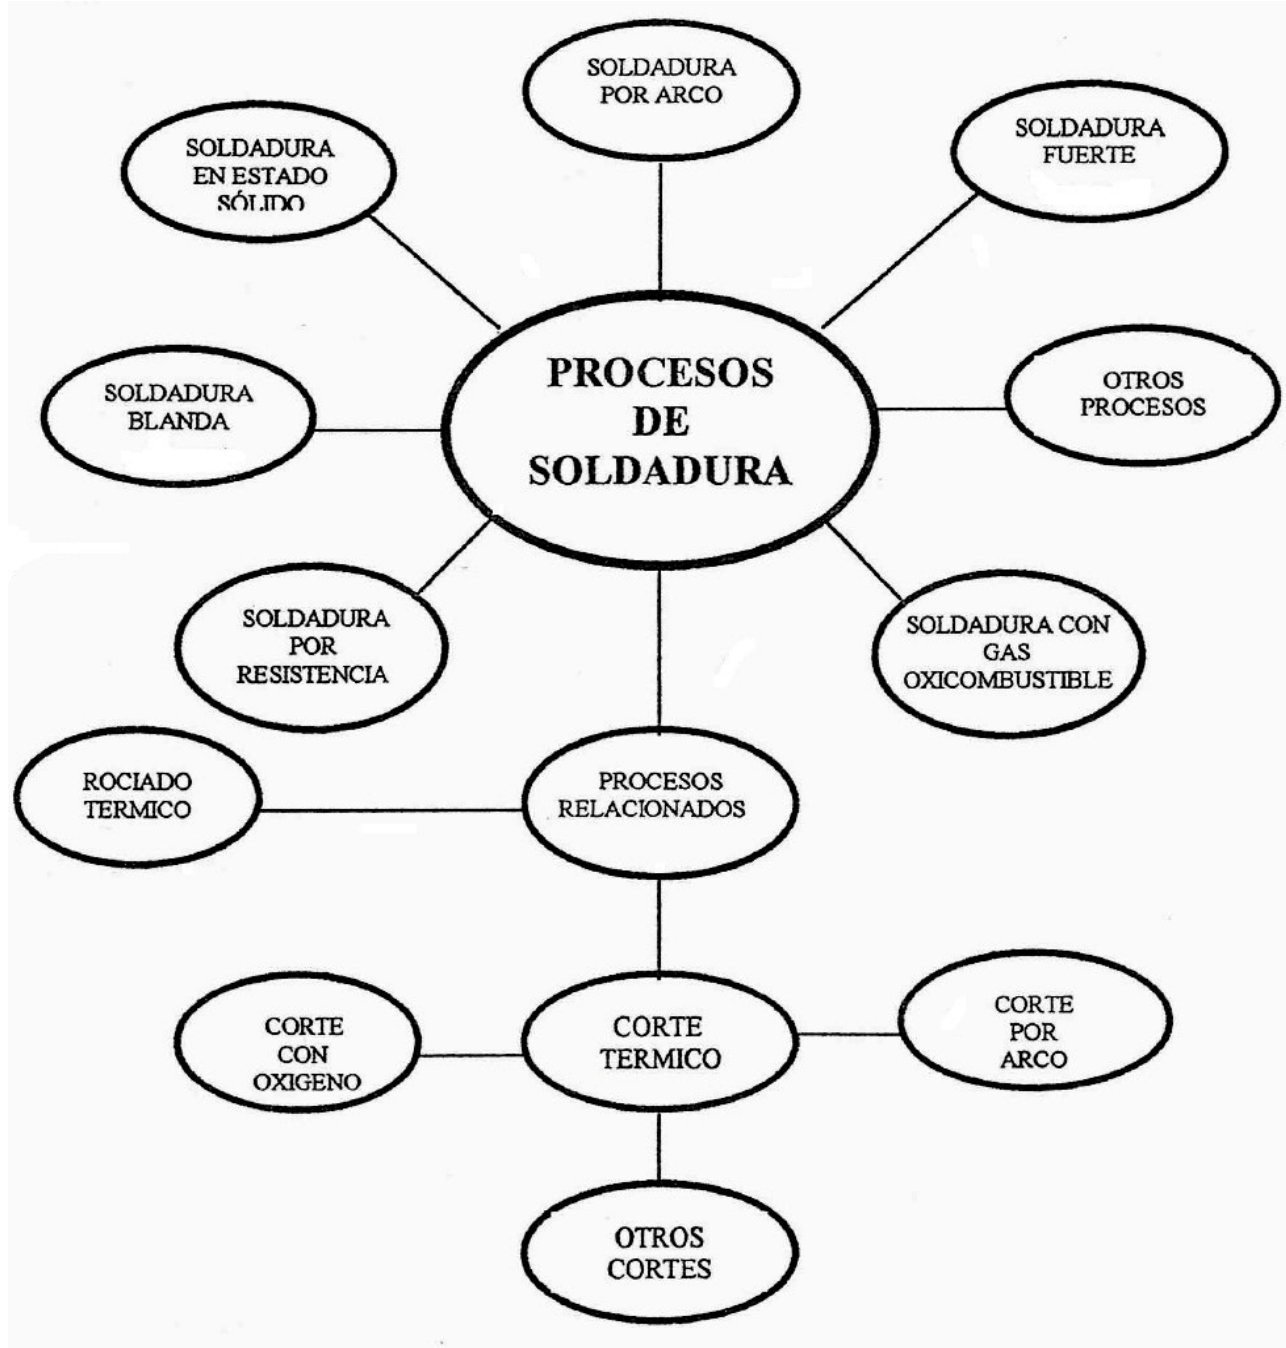 SOLDADURA
POR ARCO
SOLDADURA
FUERTE
SOLDADURA
EN ESTADO
SÓLIDO
PROCESOS
DE
SOLDADURA
OTROS
PROCESOS
SOLDADURA
BLANDA
SOLDADURA
POR
RESISTENCIA
SOLDADURA CON
GAS
OXICOMBUSTIBLE
ROCIADO
TERMICO
PROCESOS
RELACIONADOS
CORTE
CON
OXIGENO
CORTE
TERMICO
CORTE
POR
ARCO
OTROS
CORTES